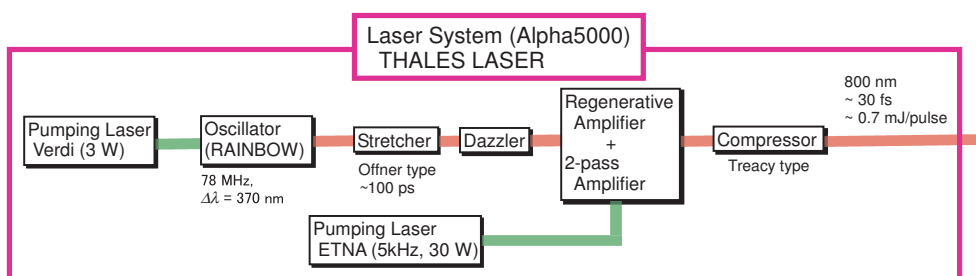 Laser System (Alpha5000)
THALES LASER
800 nm
~ 30 fs
~ 0.7 mJ/pulse
Pumping Laser
Verdi (3 W)
Oscillator
(RAINBOW)
78 MHz,
Δλ = 370 nm
Stretcher
Offner type
~100 ps
Dazzler
Regenerative
Amplifier
+
2-pass
Amplifier
Compressor
Treacy type
Pumping Laser
ETNA (5kHz, 30 W)